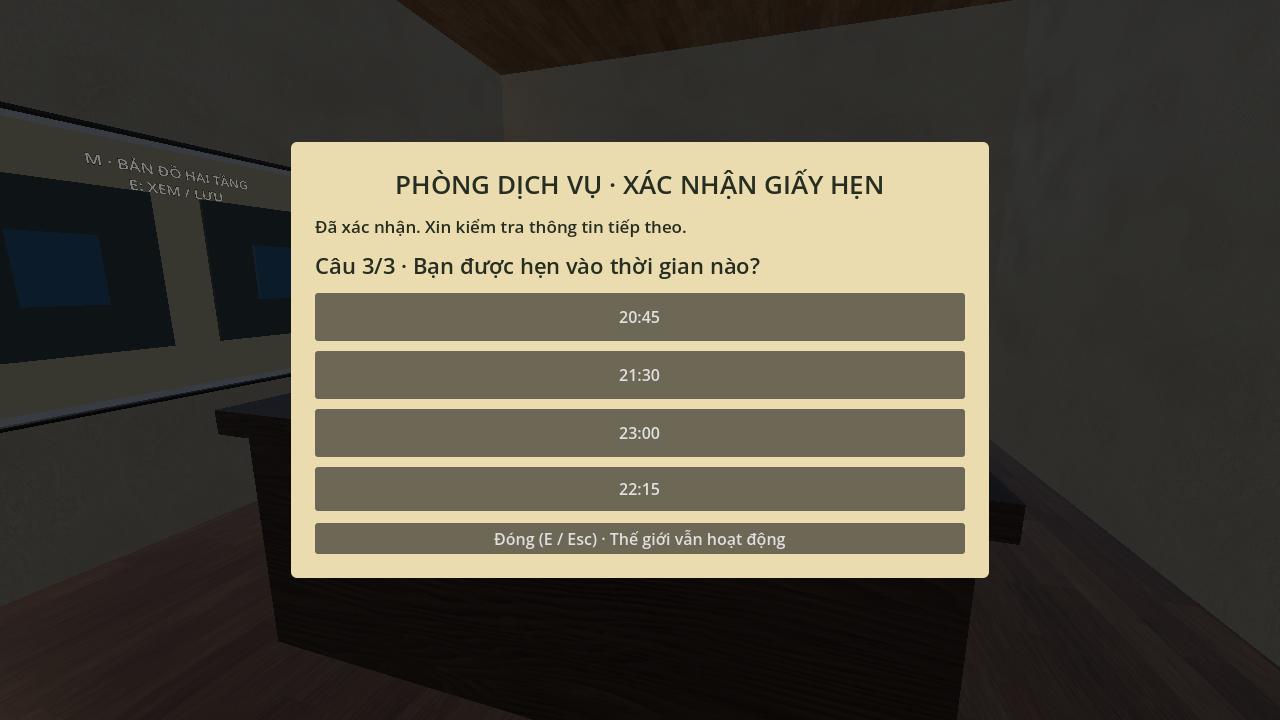 M · BẢN ĐỒ HAI TẦNG
E: XEM / LƯU
PHÒNG DỊCH VỤ · XÁC NHẬN GIẤY HẸN
Đã xác nhận. Xin kiểm tra thông tin tiếp theo.
Câu 3/3 · Bạn được hẹn vào thời gian nào?
20:45
21:30
23:00
22:15
Đóng (E / Esc) · Thế giới vẫn hoạt động